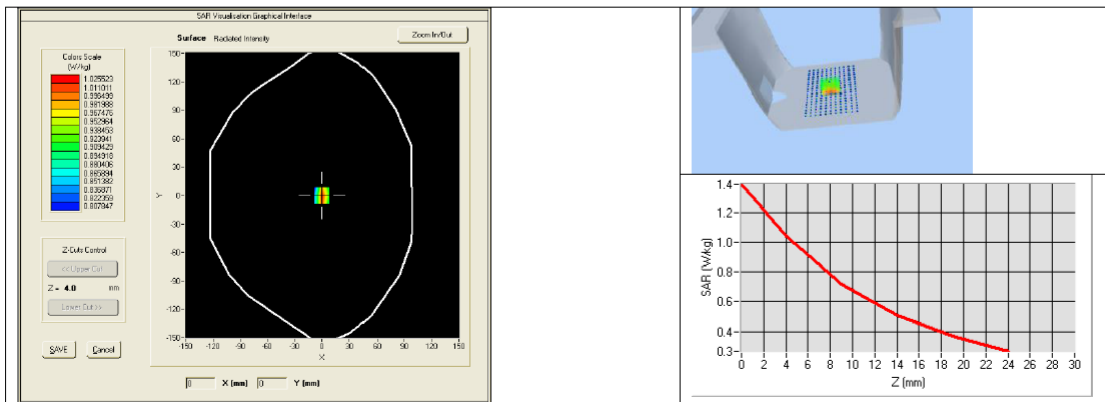 SAR Visualisation Graphical Interface
Surface Radiated Intensity
Zoom In/Out
Colors Scale
(W/kg)
1.025523
1.011011
0.996499
0.981988
0.967476
0.952964
0.938453
0.923941
0.909429
0.894918
0.880406
0.865894
0.851382
0.836871
0.822359
0.807847
150
120
90
60
30
0
-30
-60
-90
-120
-150
Y
-150 -120 -90 -60 -30 0 30 60 90 120 150
X
Z-Cuts Control
<< Upper Cut
Z = 4.0 mm
Lower Cut >>
SAVE Cancel
0 X (mm) 0 Y (mm)
1.4
1.2
1.0
0.8
0.6
0.4
0.3
SAR (W/kg)
0 2 4 6 8 10 12 14 16 18 20 22 24 26 28 30
Z (mm)